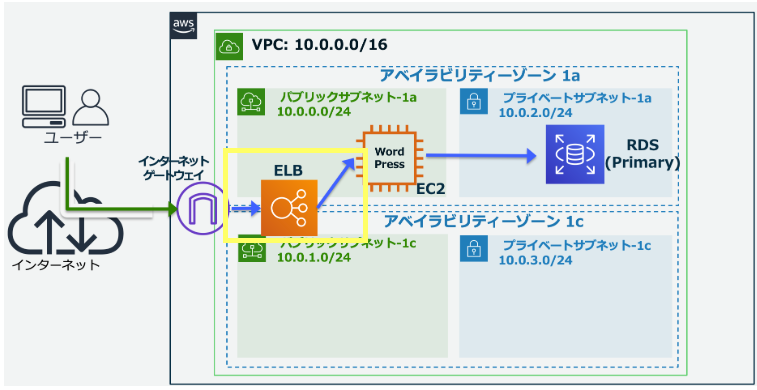 aws
VPC: 10.0.0.0/16
アベイラビリティーゾーン 1a
パブリックサブネット-1a
10.0.0.0/24
プライベートサブネット-1a
10.0.2.0/24
ユーザー
インターネット
ゲートウェイ
ELB
Word
Press
EC2
RDS
(Primary)
アベイラビリティーゾーン 1c
パブリックサブネット-1c
10.0.1.0/24
プライベートサブネット-1c
10.0.3.0/24
インターネット